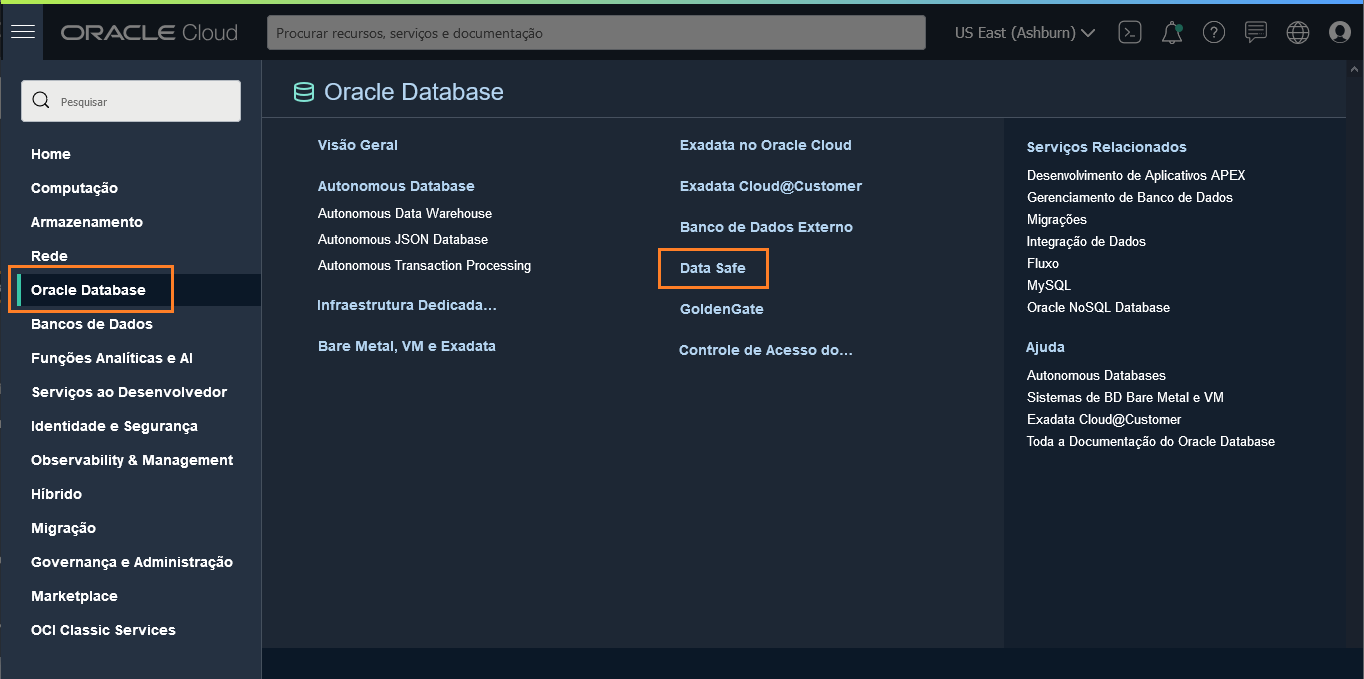 ORACLE Cloud
Procurar recursos, serviços e documentação
US East (Ashburn)
Pesquisar
Home
Computação
Armazenamento
Rede
Oracle Database
Bancos de Dados
Funções Analíticas e AI
Serviços ao Desenvolvedor
Identidade e Segurança
Observability & Management
Híbrido
Migração
Governança e Administração
Marketplace
OCI Classic Services
Oracle Database
Visão Geral
Autonomous Database
Autonomous Data Warehouse
Autonomous JSON Database
Autonomous Transaction Processing
Infraestrutura Dedicada...
Bare Metal, VM e Exadata
Exadata no Oracle Cloud
Exadata Cloud@Customer
Banco de Dados Externo
Data Safe
GoldenGate
Controle de Acesso do...
Serviços Relacionados
Desenvolvimento de Aplicativos APEX
Gerenciamento de Banco de Dados
Migrações
Integração de Dados
Fluxo
MySQL
Oracle NoSQL Database
Ajuda
Autonomous Databases
Sistemas de BD Bare Metal e VM
Exadata Cloud@Customer
Toda a Documentação do Oracle Database